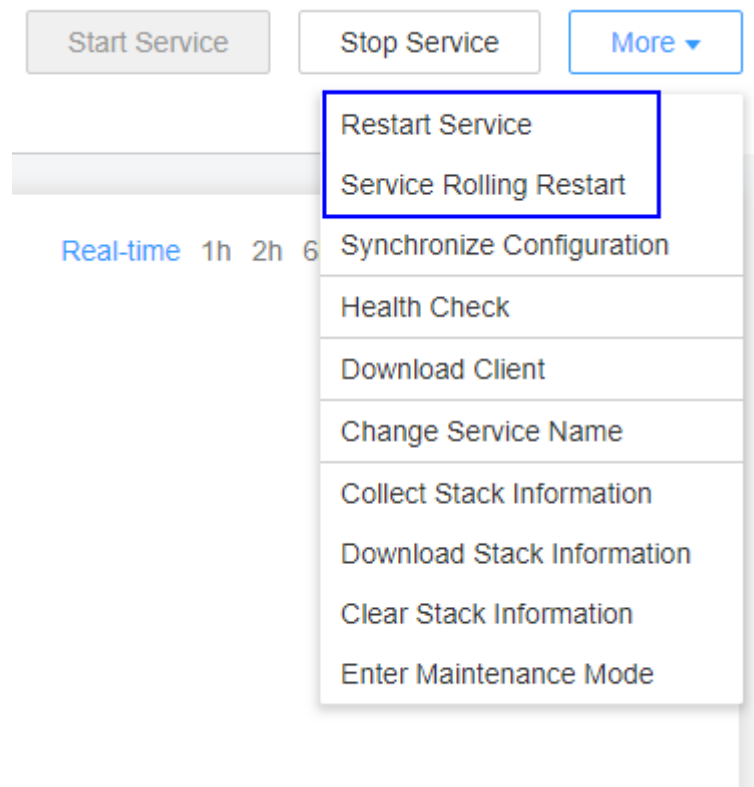 Start Service Stop Service More
Restart Service
Service Rolling Restart
Real-time 1h 2h 6 Synchronize Configuration
Health Check
Download Client
Change Service Name
Collect Stack Information
Download Stack Information
Clear Stack Information
Enter Maintenance Mode